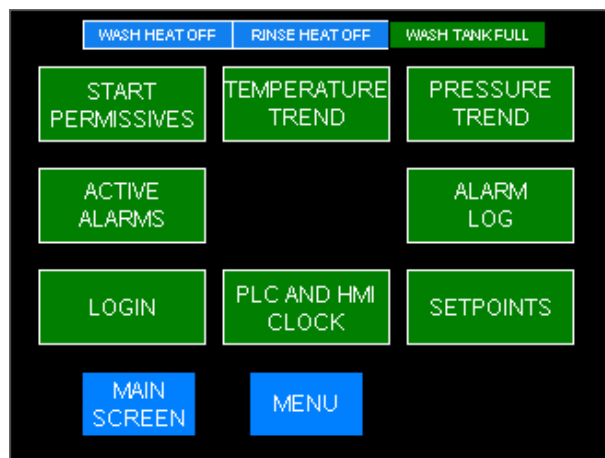 WASH HEAT OFF
RINSE HEAT OFF
WASH TANK FULL
START
PERMISSIVES
TEMPERATURE
TREND
PRESSURE
TREND
ACTIVE
ALARMS
ALARM
LOG
LOGIN
PLC AND HMI
CLOCK
SETPOINTS
MAIN
SCREEN
MENU